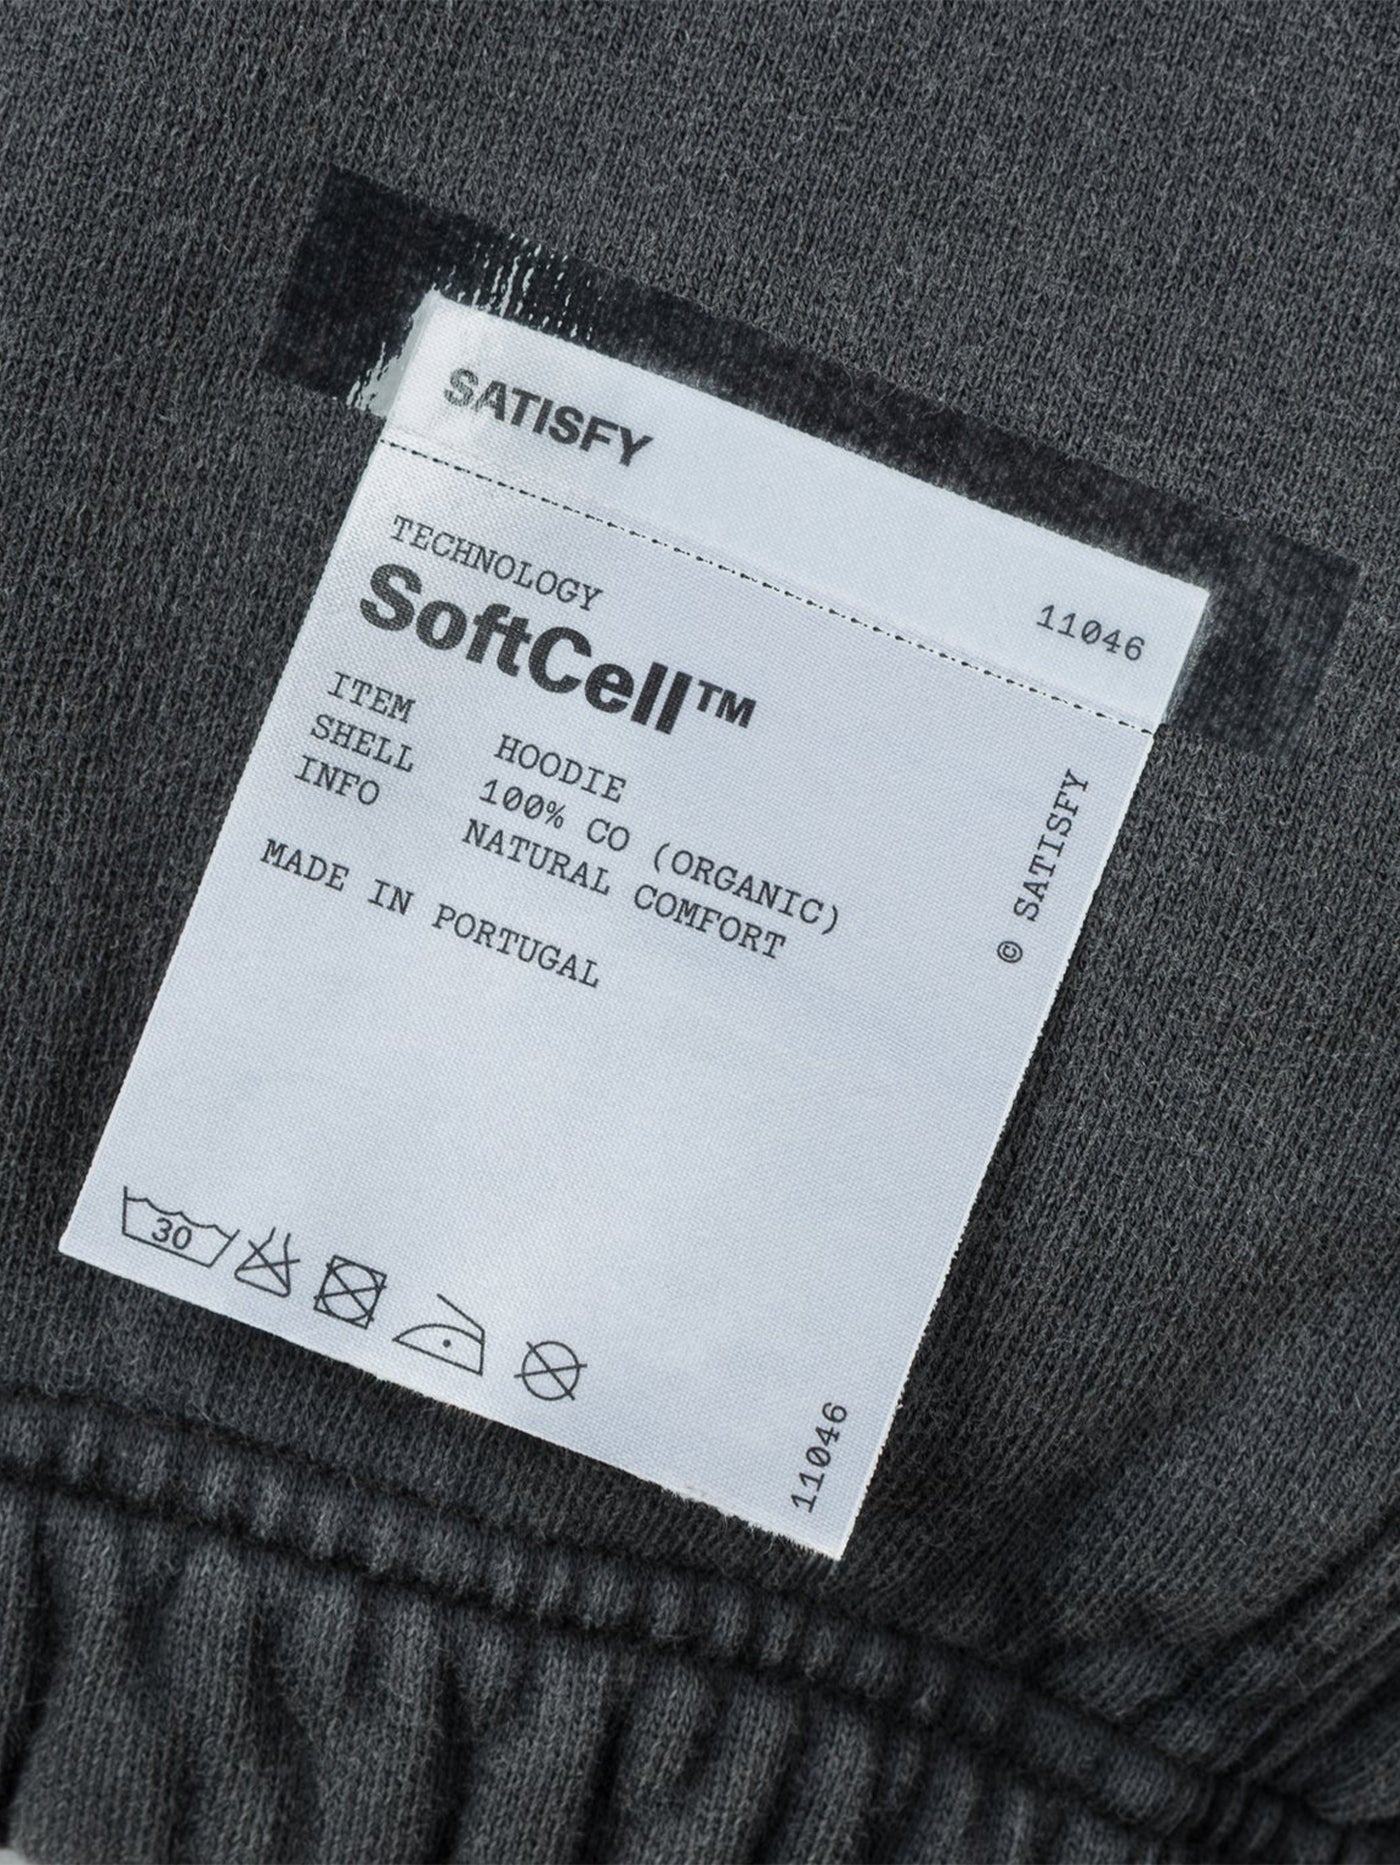 SATISFY
11046
TECHNOLOGY
SoftCell™
ITEM HOODIE
SHELL 100% CO (ORGANIC)
INFO NATURAL COMFORT
MADE IN PORTUGAL
© SATISFY
30
11046